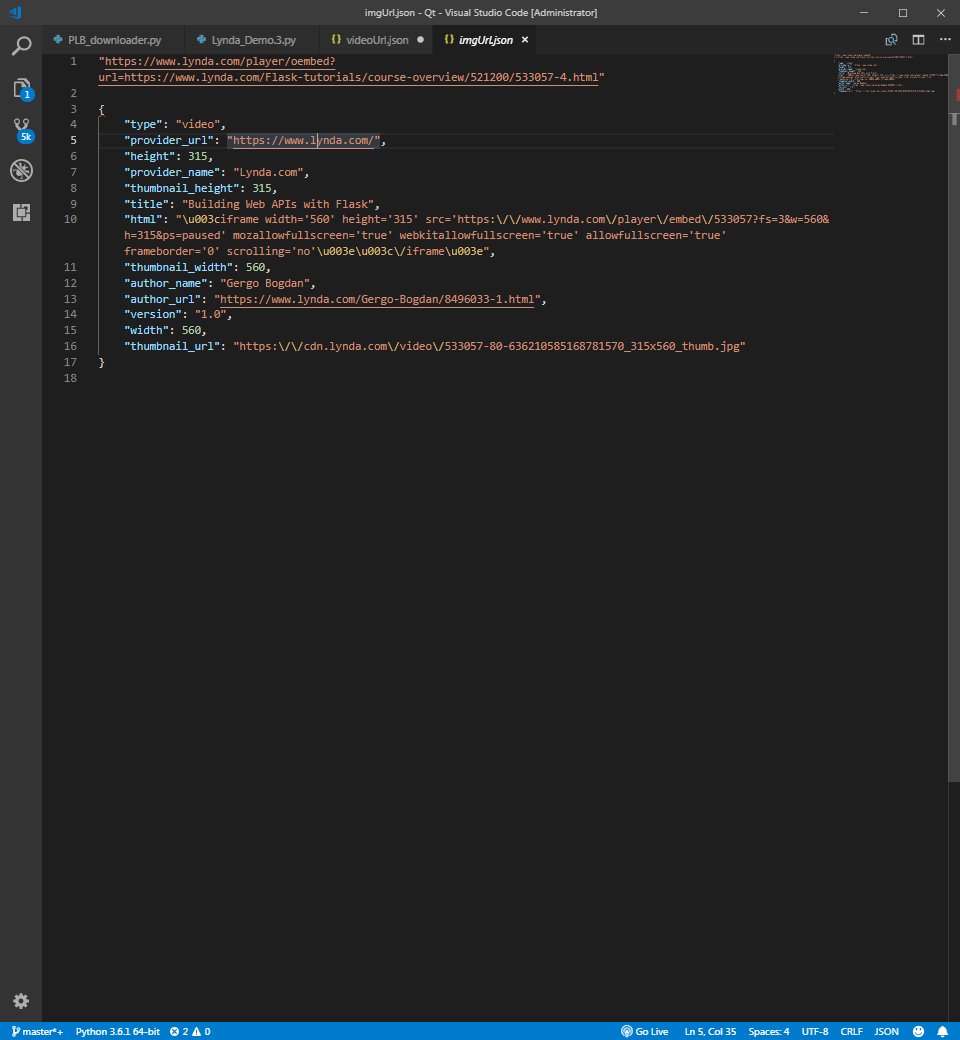 imgUrl.json - Qt - Visual Studio Code [Administrator]
PLB_downloader.py
Lynda_Demo.3.py
{} videoUrl.json
{} imgUrl.json
1 "https://www.lynda.com/player/oembed?
url=https://www.lynda.com/Flask-tutorials/course-overview/521200/533057-4.html"
2
3 {
4 "type": "video",
5 "provider_url": "https://www.lynda.com/",
6 "height": 315,
7 "provider_name": "Lynda.com",
8 "thumbnail_height": 315,
9 "title": "Building Web APIs with Flask",
10 "html": "\u003ciframe width='560' height='315' src='https:\/\/www.lynda.com\/player\/embed\/533057?fs=3&w=560&
h=315&ps=paused' mozallowfullscreen='true' webkitallowfullscreen='true' allowfullscreen='true'
frameborder='0' scrolling='no'\u003e\u003c\/iframe\u003e",
11 "thumbnail_width": 560,
12 "author_name": "Gergo Bogdan",
13 "author_url": "https://www.lynda.com/Gergo-Bogdan/8496033-1.html",
14 "version": "1.0",
15 "width": 560,
16 "thumbnail_url": "https:\/\/cdn.lynda.com\/video\/533057-80-636210585168781570_315x560_thumb.jpg"
17 }
18
1
5k
master*+ Python 3.6.1 64-bit 2 0 Go Live Ln 5, Col 35 Spaces: 4 UTF-8 CRLF JSON